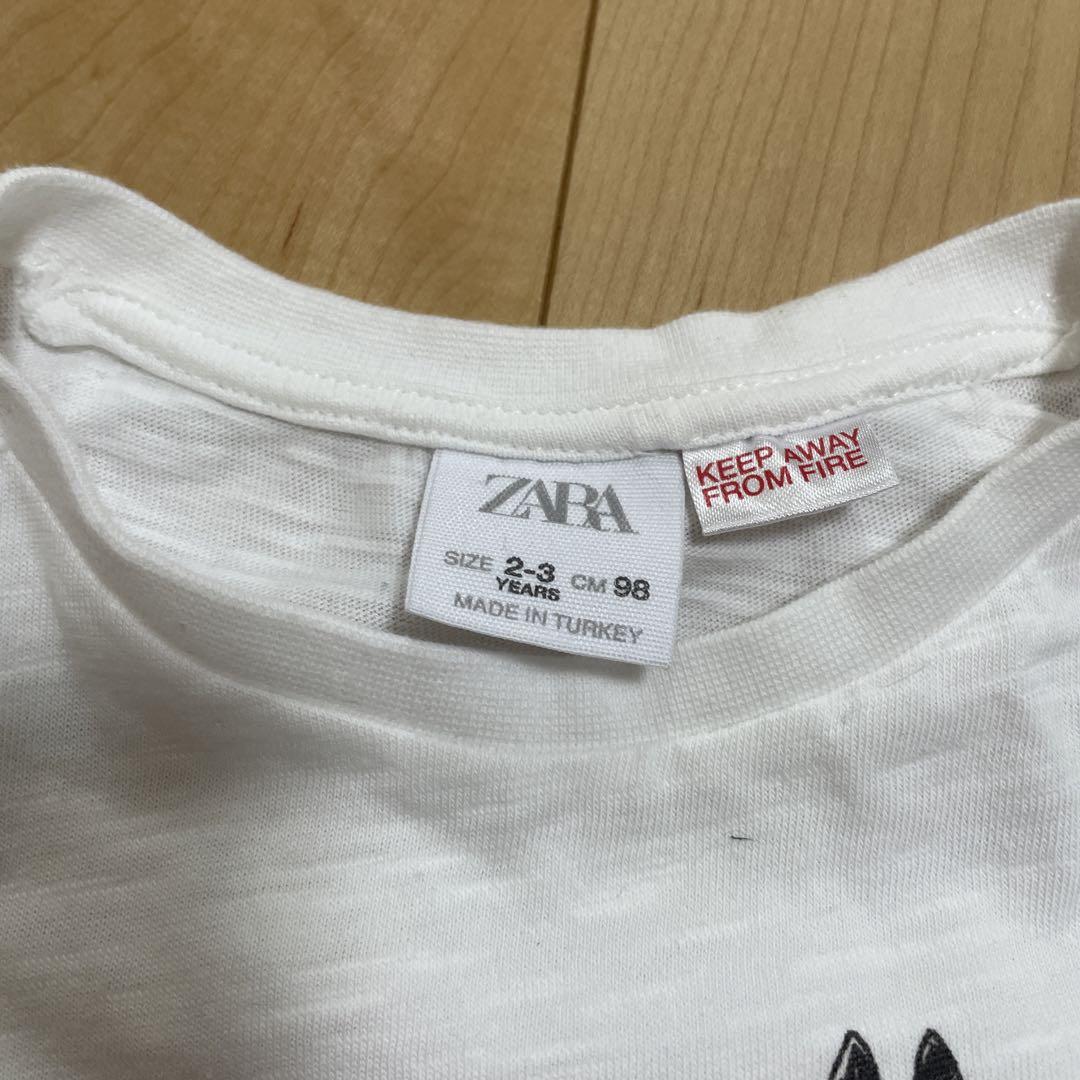 ZARA
SIZE 2-3 YEARS CM 98
MADE IN TURKEY
KEEP AWAY
FROM FIRE